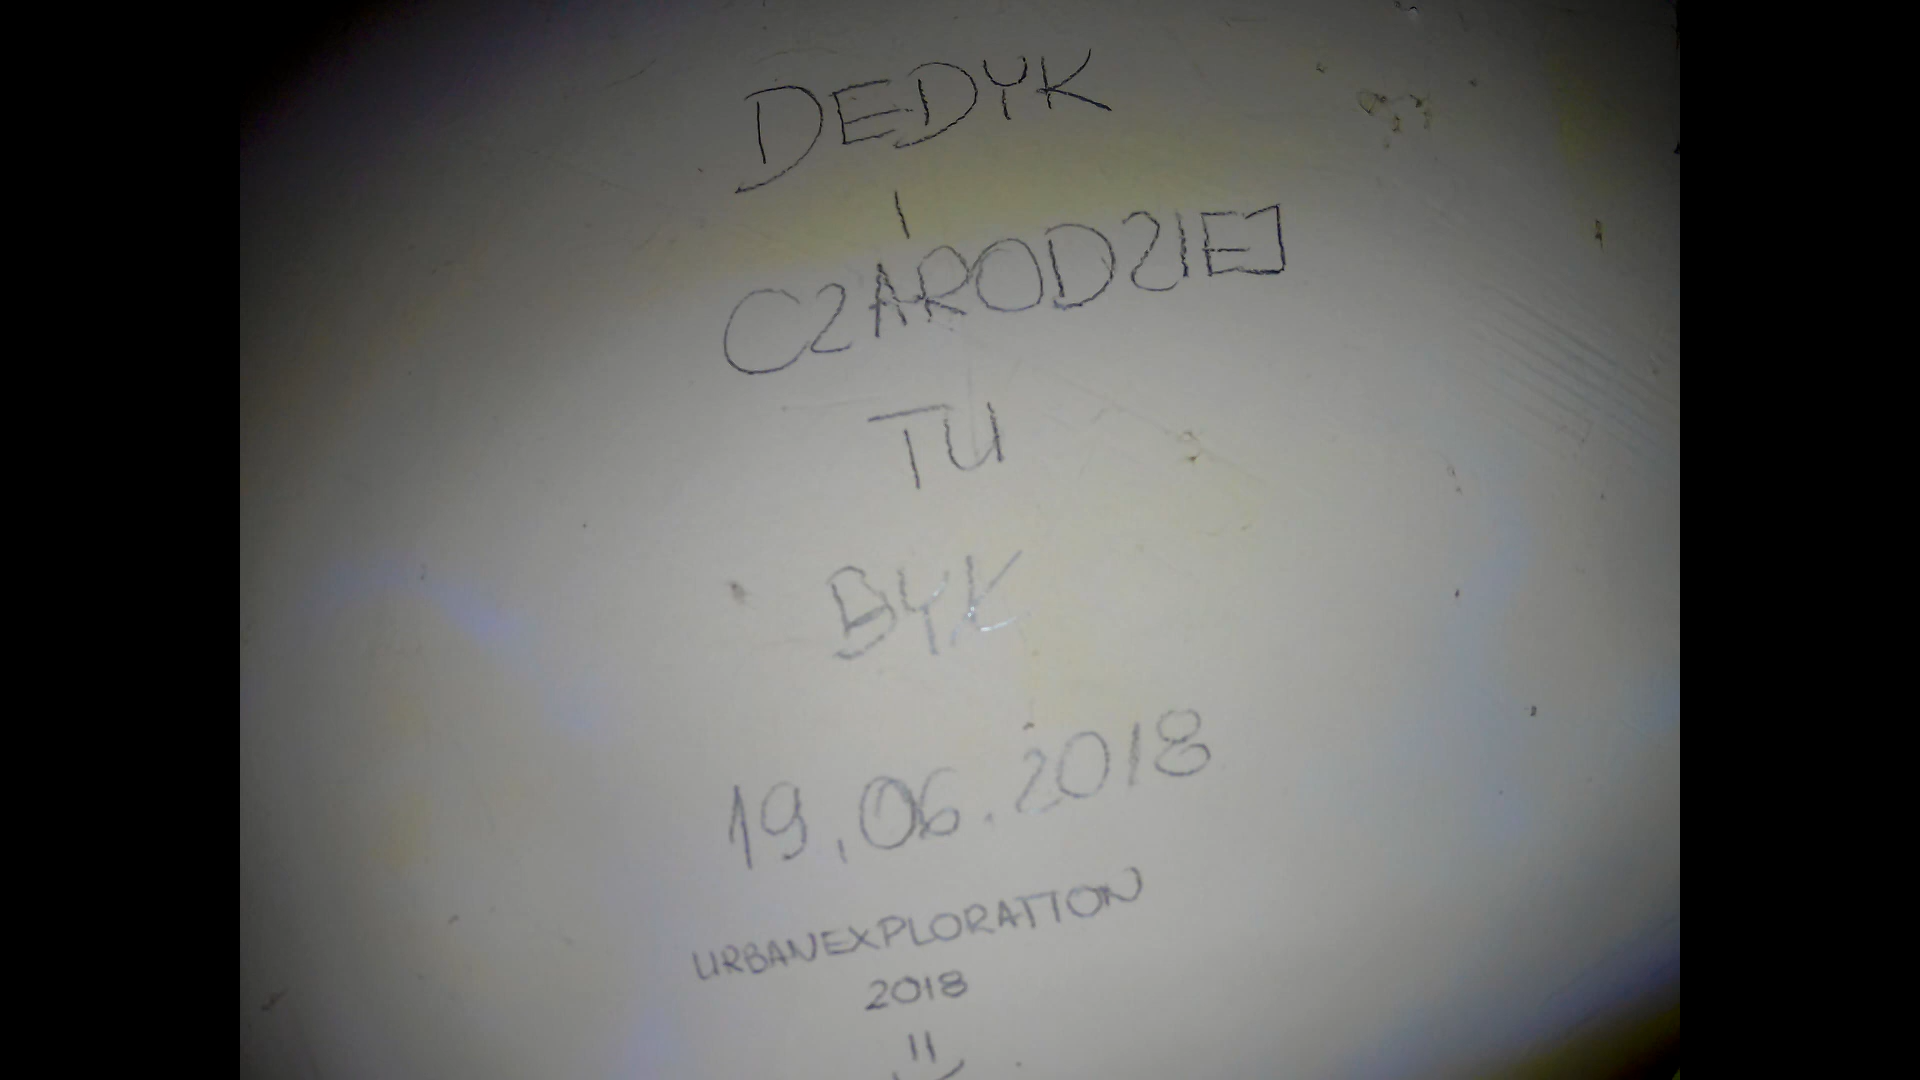 DEDYK
I
CZARODZIEJ
TU
BYK
19.06.2018
URBANEXPLORATION
2018